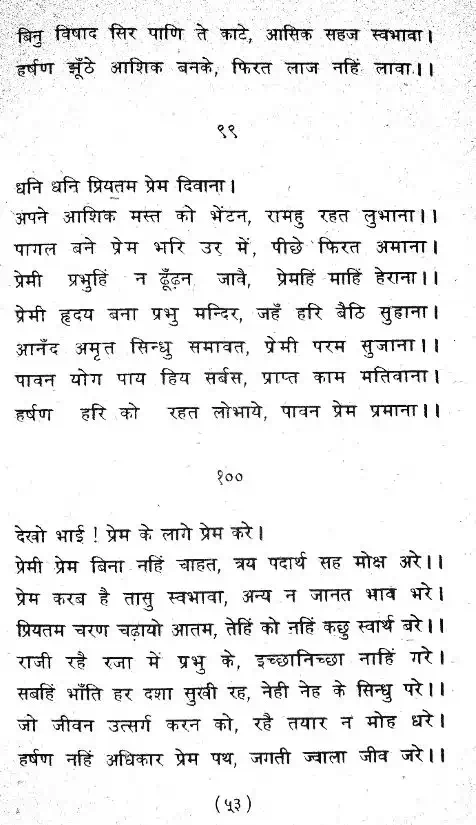 बिनु विषाद सिर पाणि ते काटे, आसिक सहज स्वभावा।
हर्षण झूँठे आशिक बनके, फिरत लाज नहिं लावा।।
९९
धनि धनि प्रियतम प्रेम दिवाना।
अपने आशिक मस्त को भेंटन, रामहु रहत लुभाना।।
पागल बने प्रेम भरि उर में, पीछे फिरत अमाना।
प्रेमी प्रभुहिं न ढूँढ़न जावै, प्रेमहिं माहिं हेराना।।
प्रेमी हृदय बना प्रभु मन्दिर, जहँ हरि बैठि सुहाना।
आनँद अमृत सिन्धु समावत, प्रेमी परम सुजाना।।
पावन योग पाय हिय सर्बस, प्राप्त काम मतिवाना।
हर्षण हरि को रहत लोभाये, पावन प्रेम प्रमाना।।
१००
देखो भाई ! प्रेम के लागे प्रेम करे।
प्रेमी प्रेम बिना नहिं चाहत, त्रय पदार्थ सह मोक्ष अरे।।
प्रेम करब है तासु स्वभावा, अन्य न जानत भाव भरे।
प्रियतम चरण चढ़ायो आतम, तेहिं को नहिं कछु स्वार्थ बरे।।
राजी रहै रजा में प्रभु के, इच्छानिच्छा नाहिं गरे।
सबहिं भाँति हर दशा सुखी रह, नेही नेह के सिन्धु परे।।
जो जीवन उत्सर्ग करन को, रहै तयार न मोह धरे।
हर्षण नहिं अधिकार प्रेम पथ, जगती ज्वाला जीव जरे।।
(५३)